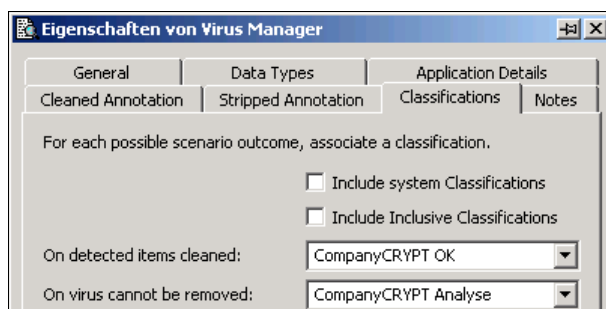 Eigenschaften von Virus Manager
General Data Types Application Details
Cleaned Annotation Stripped Annotation Classifications Notes
For each possible scenario outcome, associate a classification.
Include system Classifications
Include Inclusive Classifications
On detected items cleaned: CompanyCRYPT OK
On virus cannot be removed: CompanyCRYPT Analyse